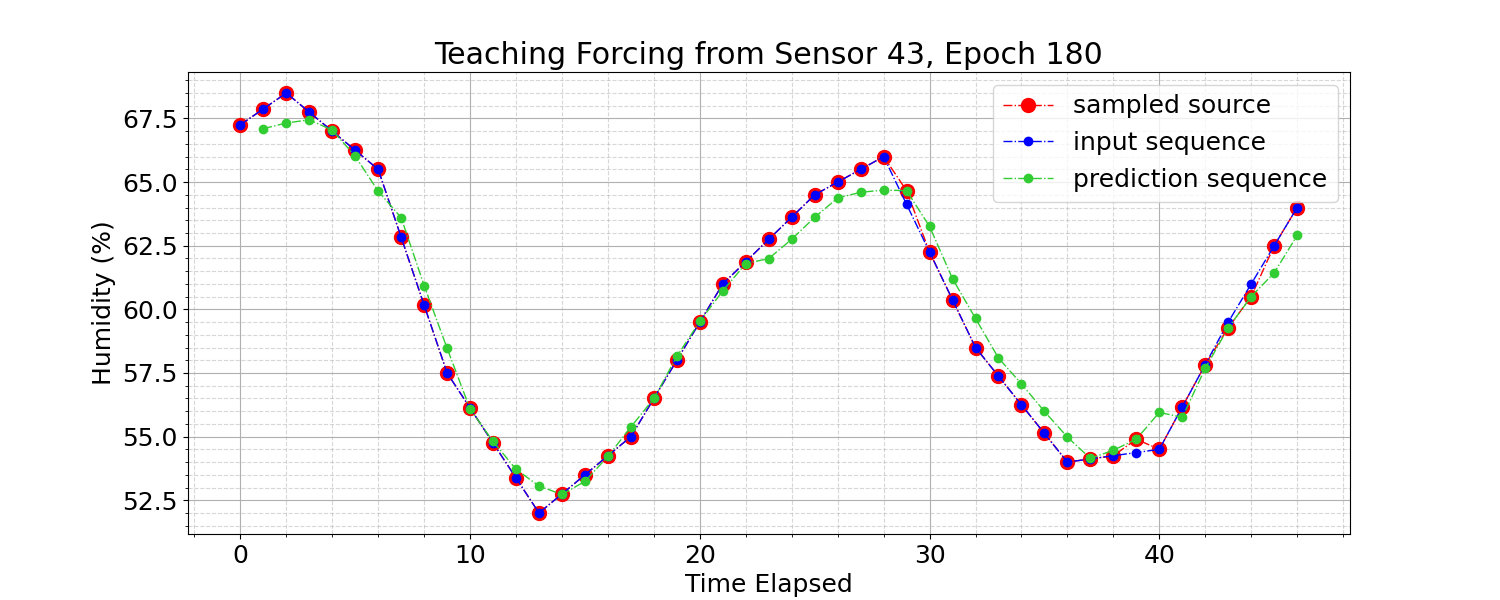 Teaching Forcing from Sensor 43, Epoch 180
sampled source
input sequence
prediction sequence
Humidity (%)
67.5
65.0
62.5
60.0
57.5
55.0
52.5
0 10 20 30 40
Time Elapsed